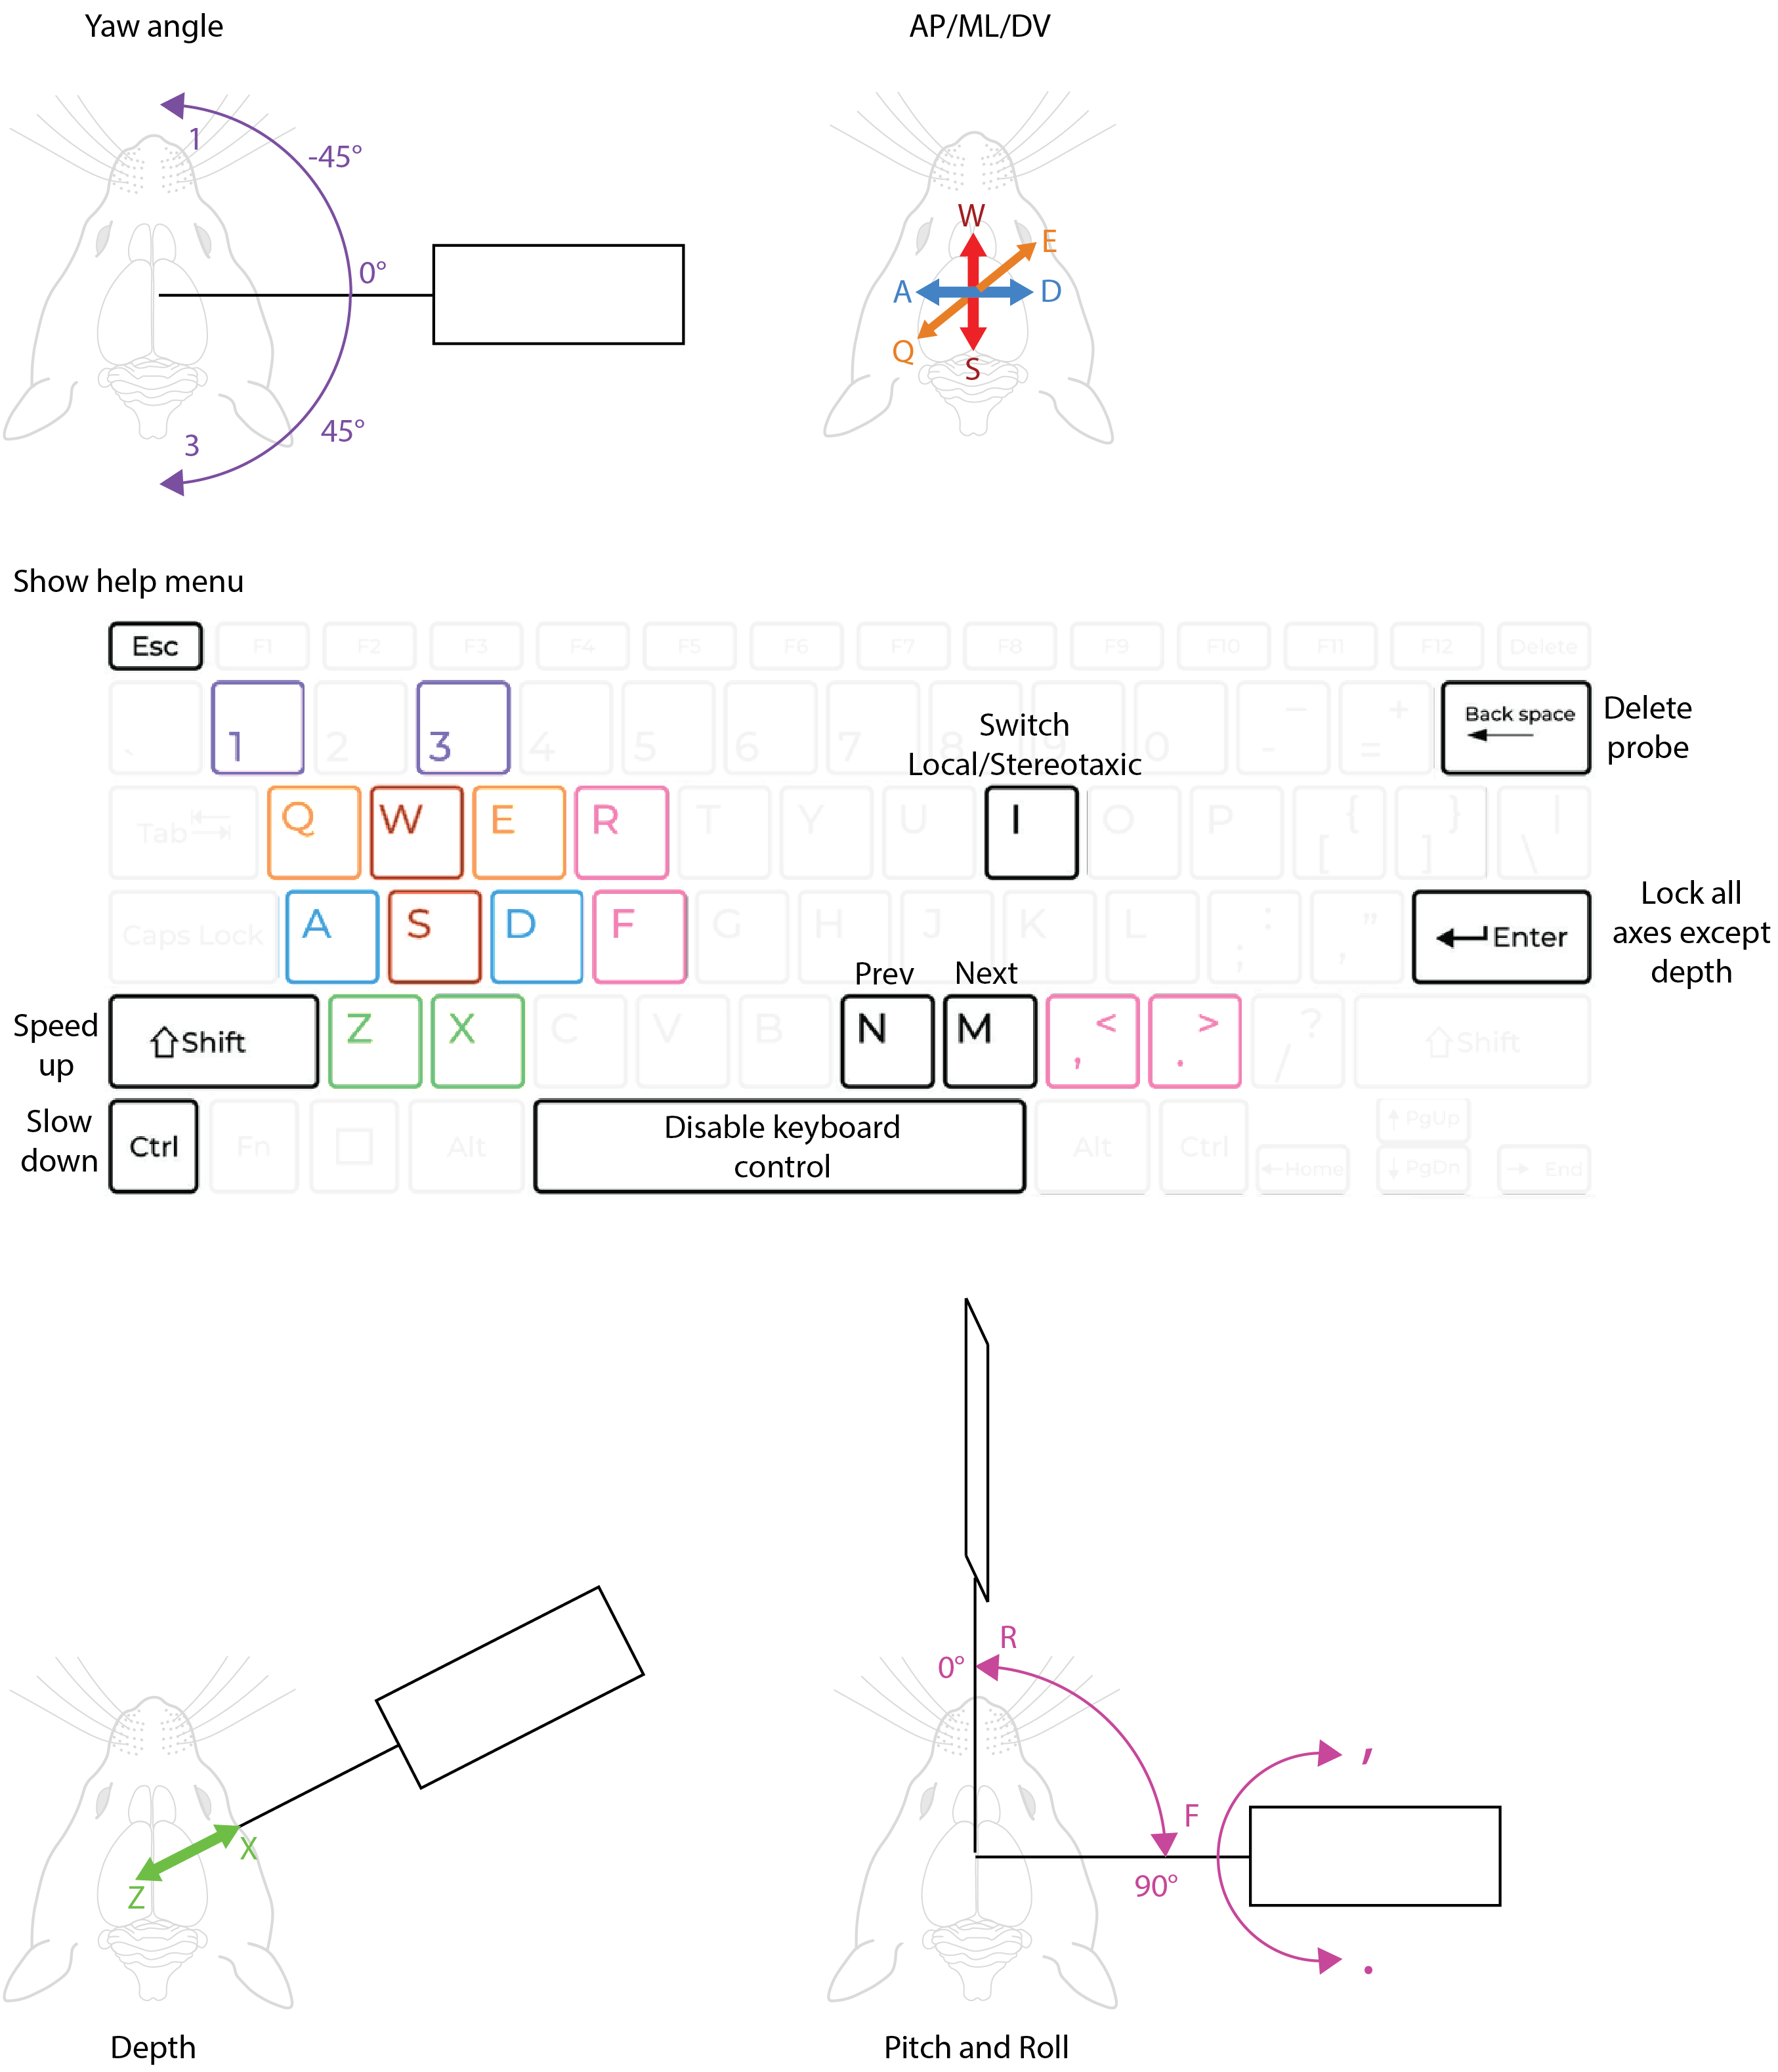 Yaw angle
AP/ML/DV
1
-45°
0°
45°
3
W
E
A
D
Q
S
Show help menu
Esc F1 F2 F3 F4 F5 F6 F7 F8 F9 F10 F11 F12 Delete
` 1 2 3 4 5 6 7 8 9 0 - – = + Back space
Delete
probe
Switch
Local/Stereotaxic
Tab Q W E R T Y U I O P [ { ] } \ |
Caps Lock A S D F G H J K L ; : , ” Enter
Lock all
axes except
depth
Prev Next
Speed
up
Shift Z X C V B N M , < . > / ? Shift
Slow
down
Ctrl Fn Alt
Disable keyboard
control
Alt Ctrl Home PgUp PgDn End
R
0°
F
90°
,
.
X
Z
Depth
Pitch and Roll